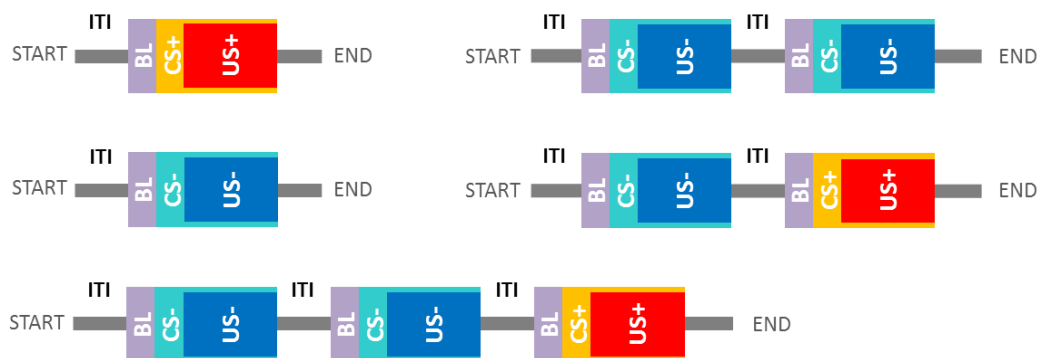 ITI ITI ITI
START BL CS+ US+ END START BL CS- US- BL CS- US- END
ITI ITI ITI
START BL CS- US- END START BL CS- US- BL CS+ US+ END
ITI ITI ITI
START BL CS- US- BL CS- US- BL CS+ US+ END